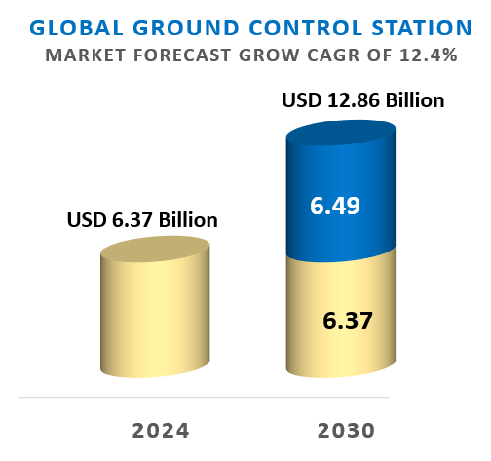 GLOBAL GROUND CONTROL STATION
MARKET FORECAST GROW CAGR OF 12.4%
USD 12.86 Billion
6.49
USD 6.37 Billion
6.37
2024
2030